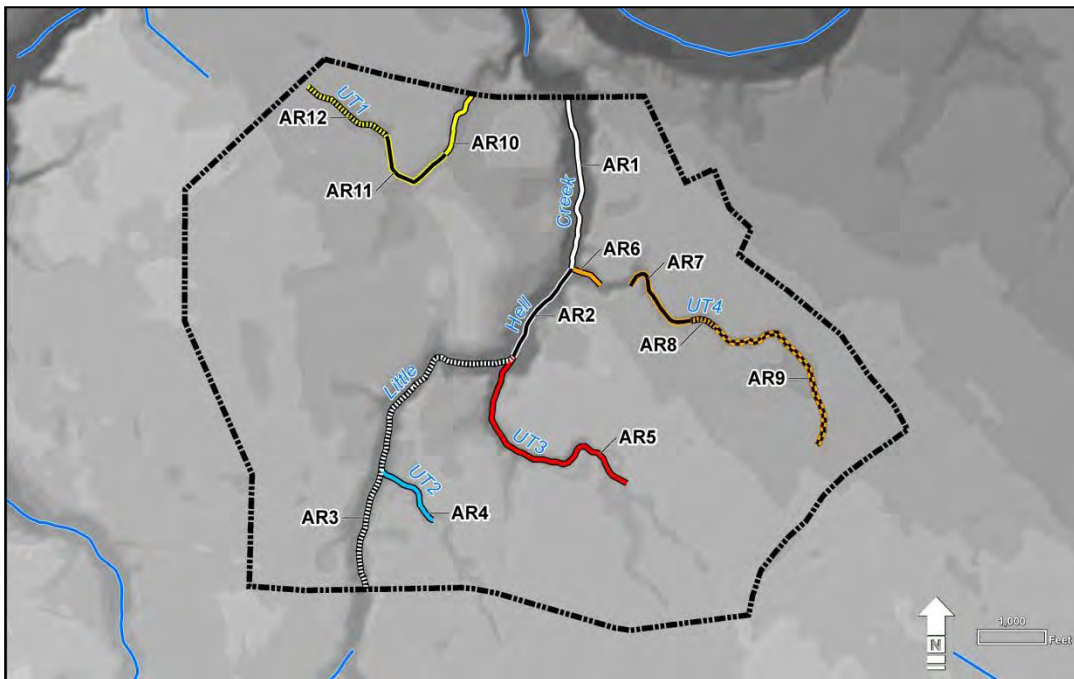 UT1
AR12
AR10
AR11
AR1
Creek
AR6
AR7
Hell
AR2
UT4
AR8
Little
AR9
UT3
AR5
UT2
AR3
AR4
1,000
N
Feet